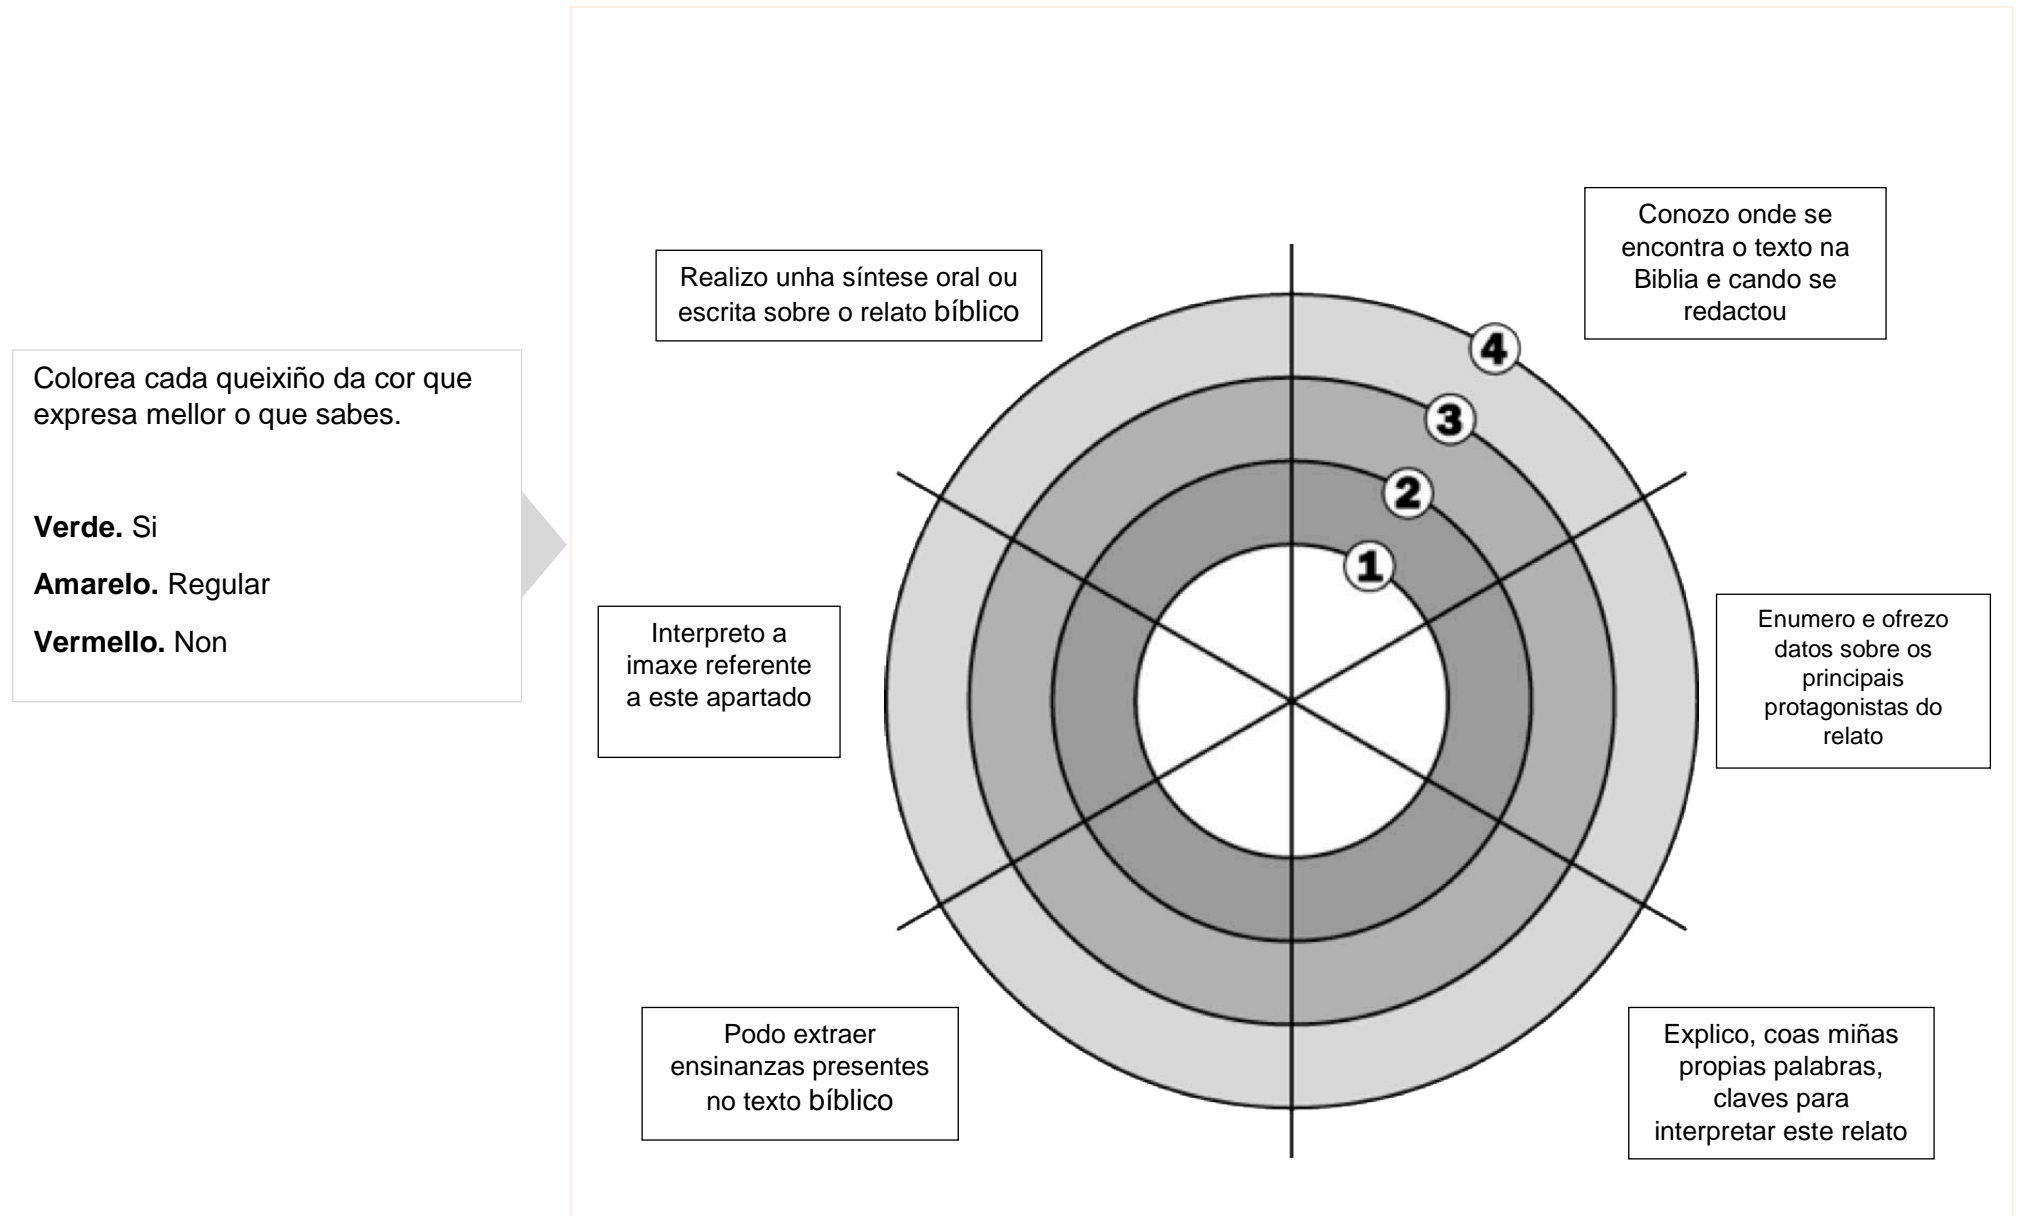 Colorea cada queixiño da cor que
expresa mellor o que sabes.
Verde. Si
Amarelo. Regular
Vermello. Non
Realizo unha síntese oral ou
escrita sobre o relato bíblico
Conozo onde se
encontra o texto na
Biblia e cando se
redactou
4
3
2
1
Interpreto a
imaxe referente
a este apartado
Enumero e ofrezo
datos sobre os
principais
protagonistas do
relato
Podo extraer
ensinanzas presentes
no texto bíblico
Explico, coas miñas
propias palabras,
claves para
interpretar este relato